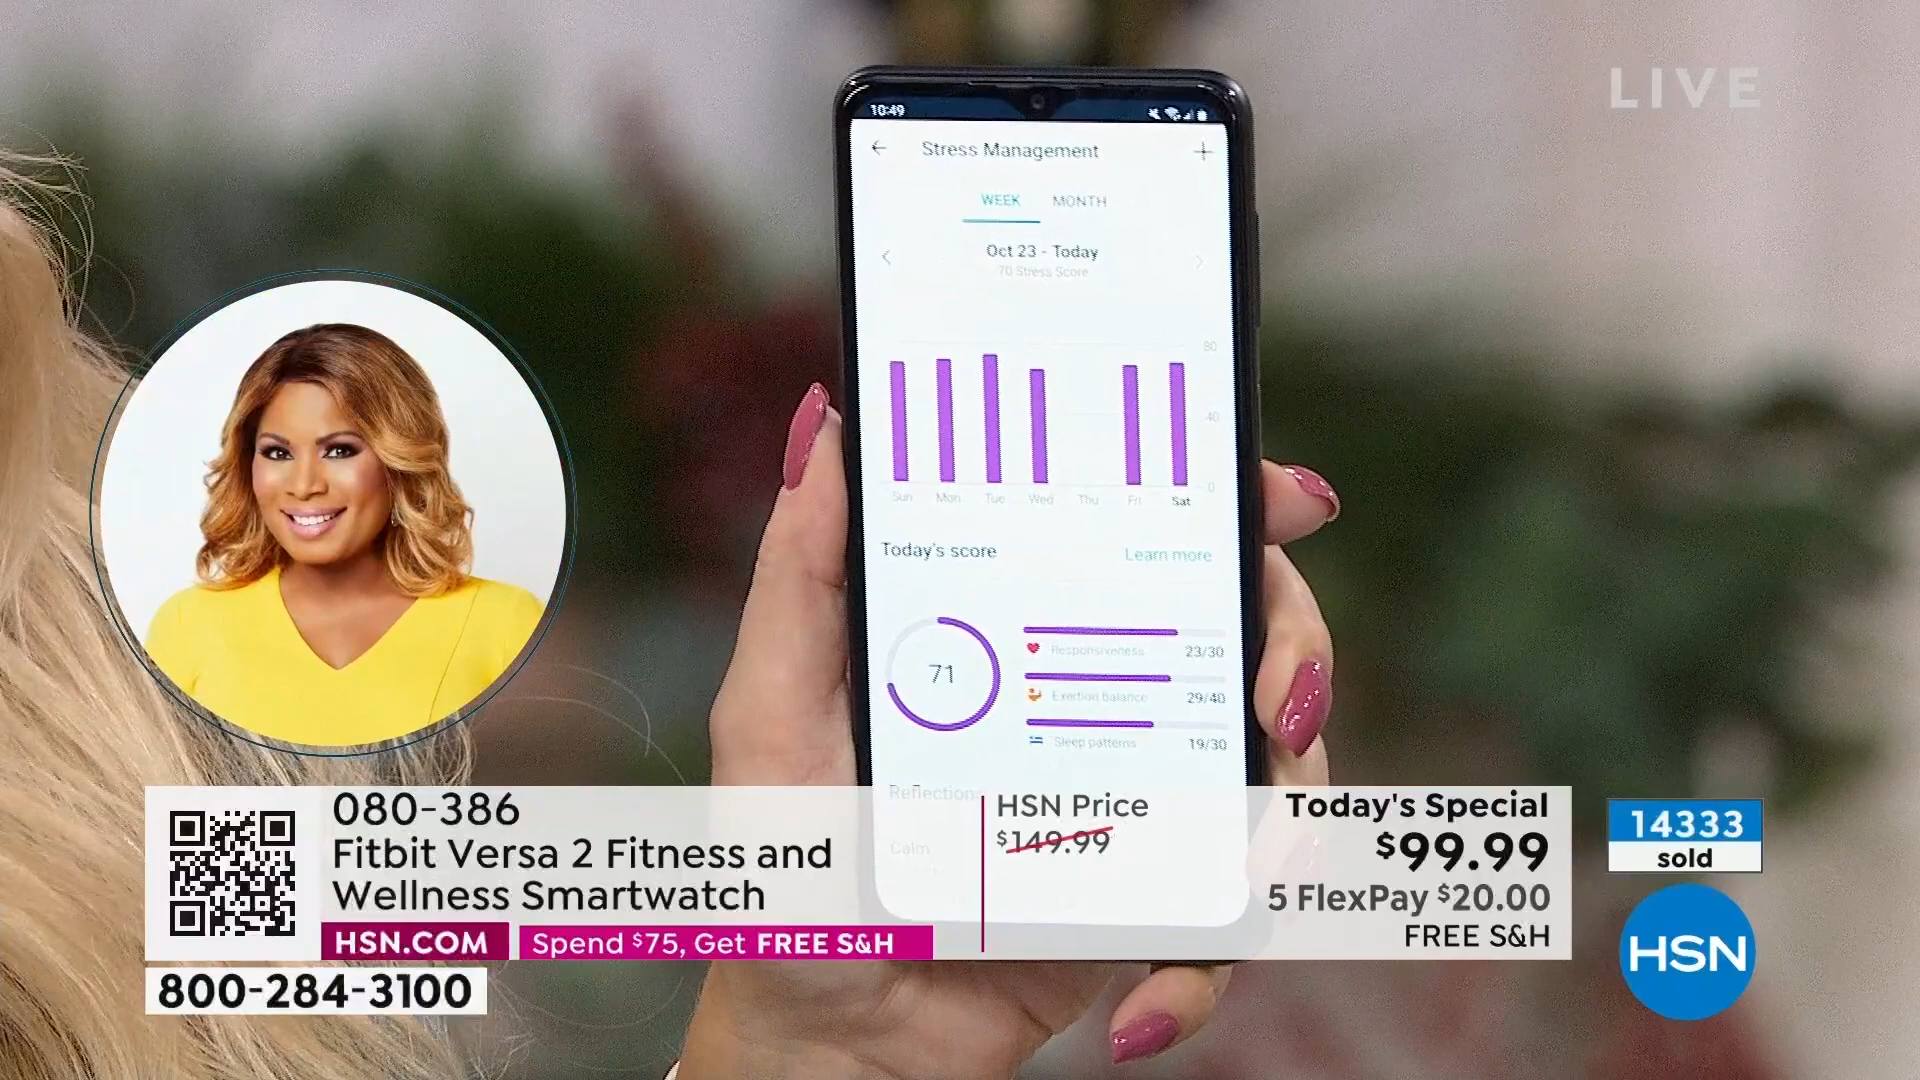 LIVE
10:49
Stress Management
WEEK MONTH
Oct 23 - Today
70 Stress Score
80
40
0
Sun Mon Tue Wed Thu Fri Sat
Today's score Learn more
71
Responsiveness 23/30
Exertion balance 29/40
Sleep patterns 19/30
Reflections
Calm
080-386
Fitbit Versa 2 Fitness and
Wellness Smartwatch
HSN.COM
Spend $75, Get FREE S&H
800-284-3100
HSN Price
$149.99
Today's Special
$99.99
5 FlexPay $20.00
FREE S&H
14333
sold
HSN